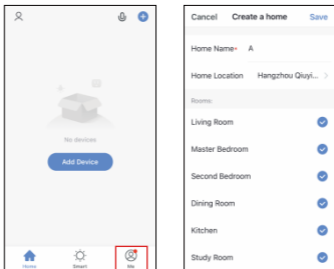 No devices
Add Device
Home
Smart
Me
Cancel Create a home Save
Home Name* A
Home Location Hangzhou Qiuyi... >
Rooms:
Living Room
Master Bedroom
Second Bedroom
Dining Room
Kitchen
Study Room